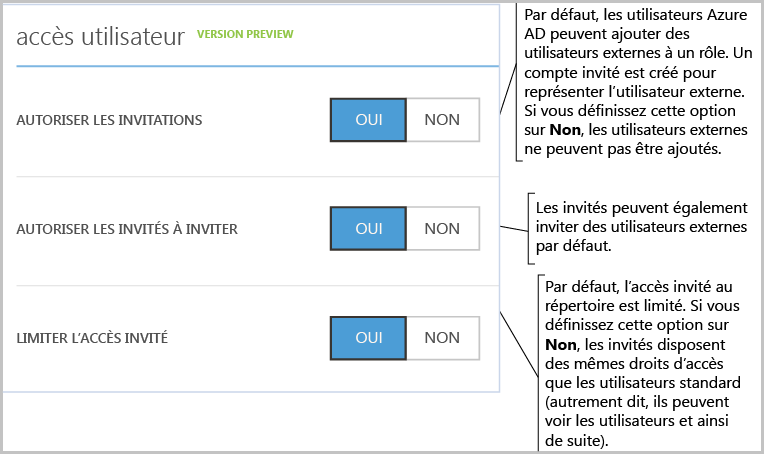 accès utilisateur VERSION PREVIEW
AUTORISER LES INVITATIONS
OUI NON
Par défaut, les utilisateurs Azure
AD peuvent ajouter des
utilisateurs externes à un rôle. Un
compte invité est créé pour
représenter l’utilisateur externe.
Si vous définissez cette option
sur Non, les utilisateurs externes
ne peuvent pas être ajoutés.
AUTORISER LES INVITÉS À INVITER
OUI NON
Les invités peuvent également
inviter des utilisateurs externes
par défaut.
LIMITER L’ACCÈS INVITÉ
OUI NON
Par défaut, l’accès invité au
répertoire est limité. Si vous
définissez cette option sur
Non, les invités disposent
des mêmes droits d’accès
que les utilisateurs standard
(autrement dit, ils peuvent
voir les utilisateurs et ainsi
de suite).